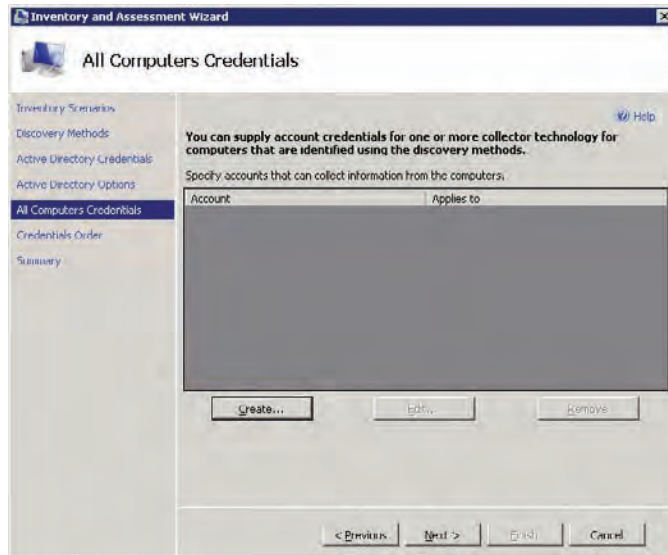 Inventory and Assessment Wizard
All Computers Credentials
Inventory Scenarios
Discovery Methods
Active Directory Credentials
Active Directory Options
All Computers Credentials
Credentials Order
Summary
Help
You can supply account credentials for one or more collector technology for
computers that are identified using the discovery methods.
Specify accounts that can collect information from the computers:
Account Applies to
Create... Edit... Remove
< Previous Next > Finish Cancel